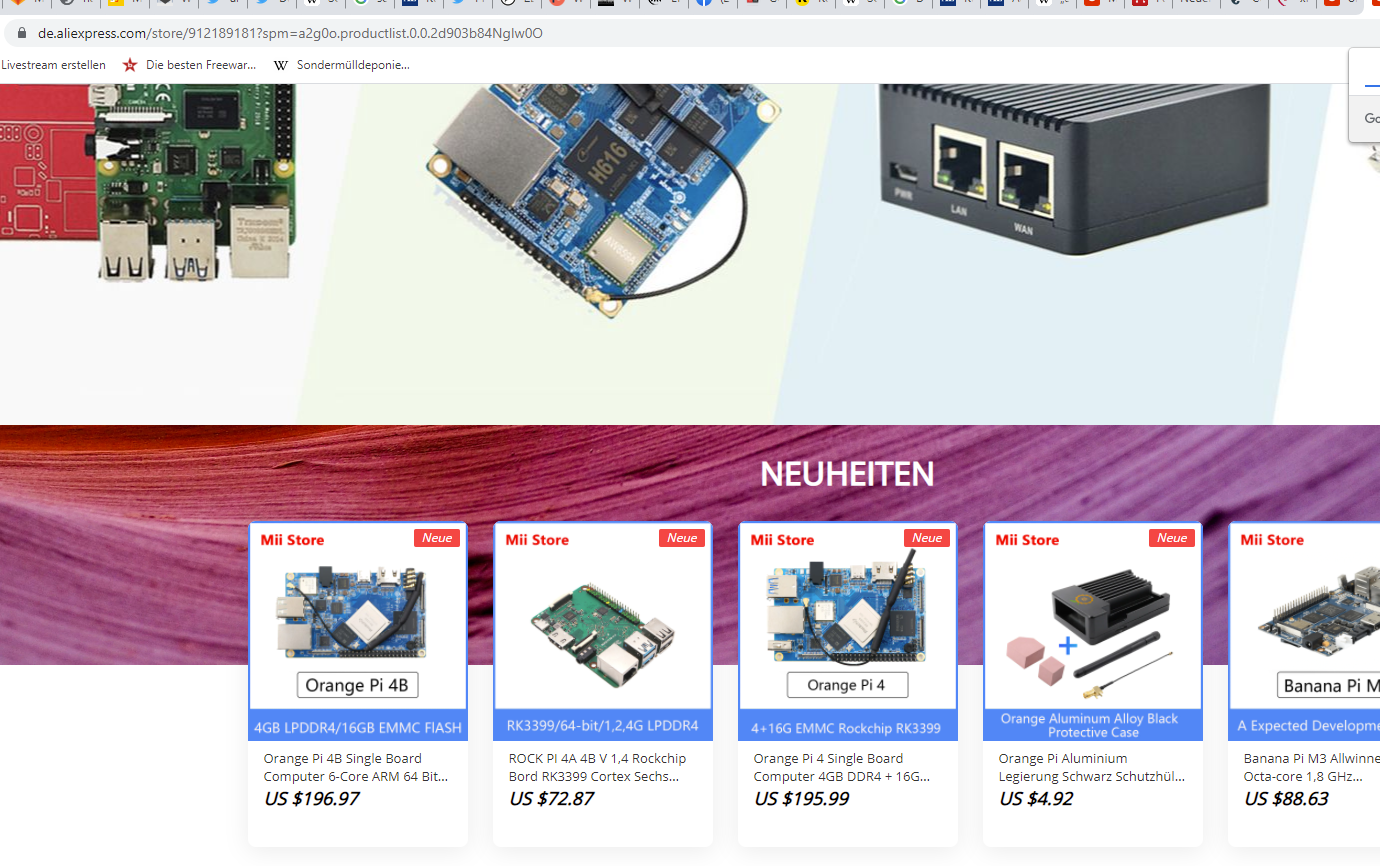 de.aliexpress.com/store/912189181?spm=a2g0o.productlist.0.0.2d903b84NgIw0O
Livestream erstellen
Die besten Freewar...
Sondermülldeponie...
Go
H616
AW859A
PWR
LAN
WAN
NEUHEITEN
Mii Store
Neue
Orange Pi 4B
4GB LPDDR4/16GB EMMC FlASH
Orange Pi 4B Single Board
Computer 6-Core ARM 64 Bit...
US $196.97
Mii Store
Neue
RK3399/64-bit/1,2,4G LPDDR4
ROCK PI 4A 4B V 1,4 Rockchip
Bord RK3399 Cortex Sechs...
US $72.87
Mii Store
Neue
Orange Pi 4
4+16G EMMC Rockchip RK3399
Orange Pi 4 Single Board
Computer 4GB DDR4 + 16G...
US $195.99
Mii Store
Neue
Orange Aluminum Alloy Black
Protective Case
Orange Pi Aluminium
Legierung Schwarz Schutzhül...
US $4.92
Mii Store
Banana Pi M
A Expected Developme
Banana Pi M3 Allwinne
Octa-core 1,8 GHz...
US $88.63